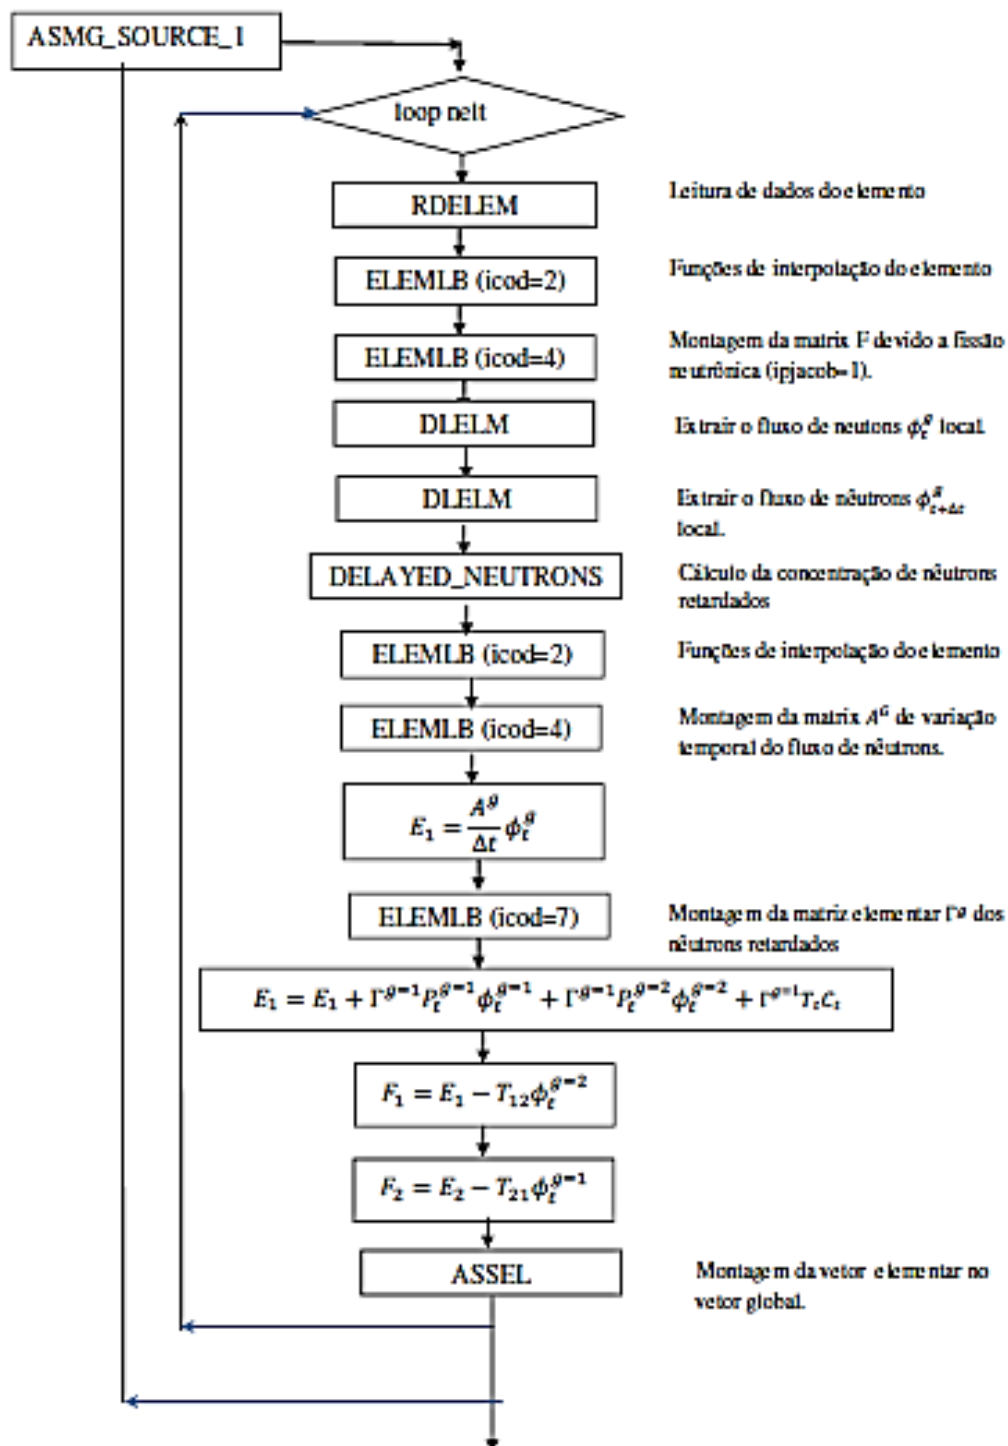 ASMG_SOURCE_1
loop nelt
RDELEM
Leitura de dados do elemento
ELEMLB (icod=2)
Funções de interpolação do elemento
ELEMLB (icod=4)
Montagem da matrix F devido a fissão
neutrônica (ipjacob=1).
DLELM
Extrair o fluxo de neutons ϕ_t^g local.
DLELM
Extrair o fluxo de nêutrons ϕ_{t+Δt}^g
local.
DELAYED_NEUTRONS
Cálculo da concentração de nêutrons
retardados
ELEMLB (icod=2)
Funções de interpolação do elemento
ELEMLB (icod=4)
Montagem da matrix A^G de variação
temporal do fluxo de nêutrons.
E_1 = \frac{A^g}{Δt} ϕ_t^g
ELEMLB (icod=7)
Montagem da matriz elementar Γ^g dos
nêutrons retardados
E_1 = E_1 + Γ^{g=1} P_t^{g=1} ϕ_t^{g=1} + Γ^{g=1} P_t^{g=2} ϕ_t^{g=2} + Γ^{g=1} T_t C_t
F_1 = E_1 − T_{12} ϕ_t^{g=2}
F_2 = E_2 − T_{21} ϕ_t^{g=1}
ASSEL
Montagem da vetor elementar no
vetor global.